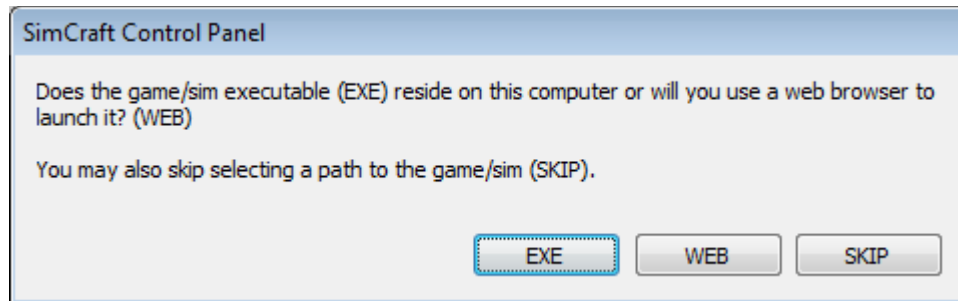 SimCraft Control Panel
Does the game/sim executable (EXE) reside on this computer or will you use a web browser to
launch it? (WEB)
You may also skip selecting a path to the game/sim (SKIP).
EXE
WEB
SKIP